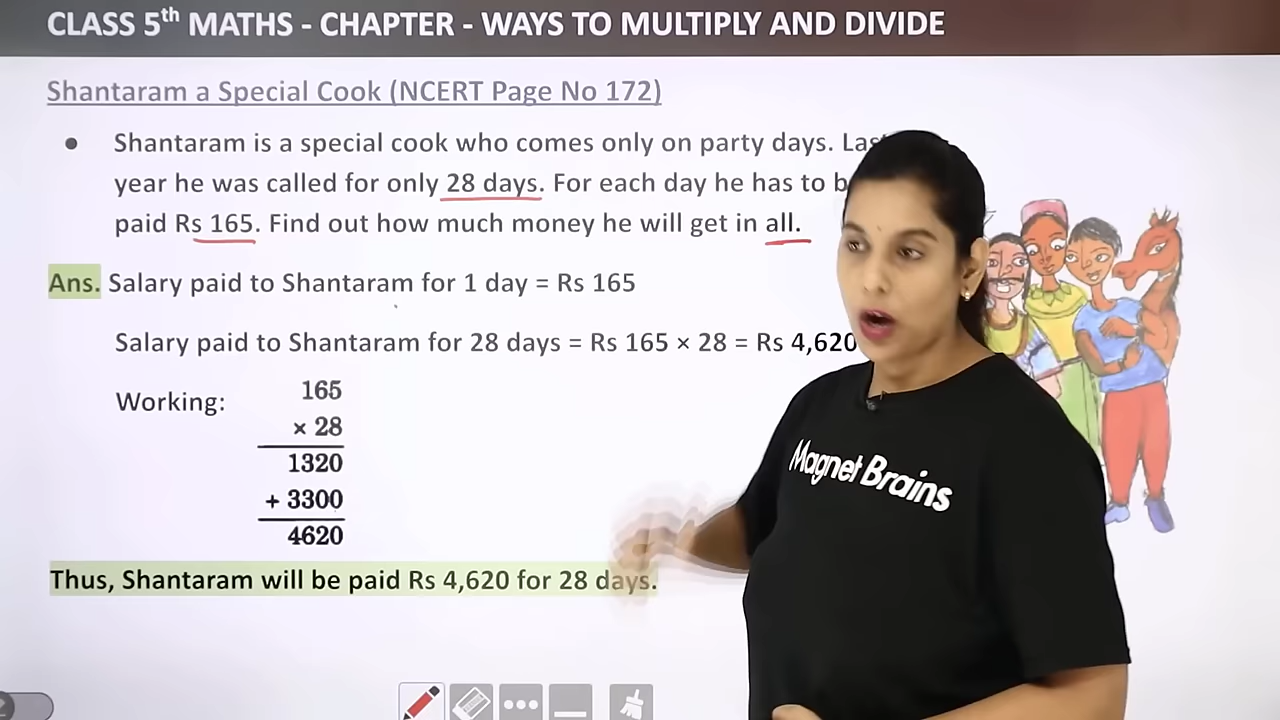 CLASS 5th MATHS - CHAPTER - WAYS TO MULTIPLY AND DIVIDE
Shantaram a Special Cook (NCERT Page No 172)
● Shantaram is a special cook who comes only on party days.
year he was called for only 28 days. For each day he has to
paid Rs 165. Find out how much money he will get in all.
Ans. Salary paid to Shantaram for 1 day = Rs 165
Salary paid to Shantaram for 28 days = Rs 165 × 28 = Rs 4,620
Working:
165
× 28
1320
+ 3300
4620
Thus, Shantaram will be paid Rs 4,620 for 28 days.
Magnet Brains